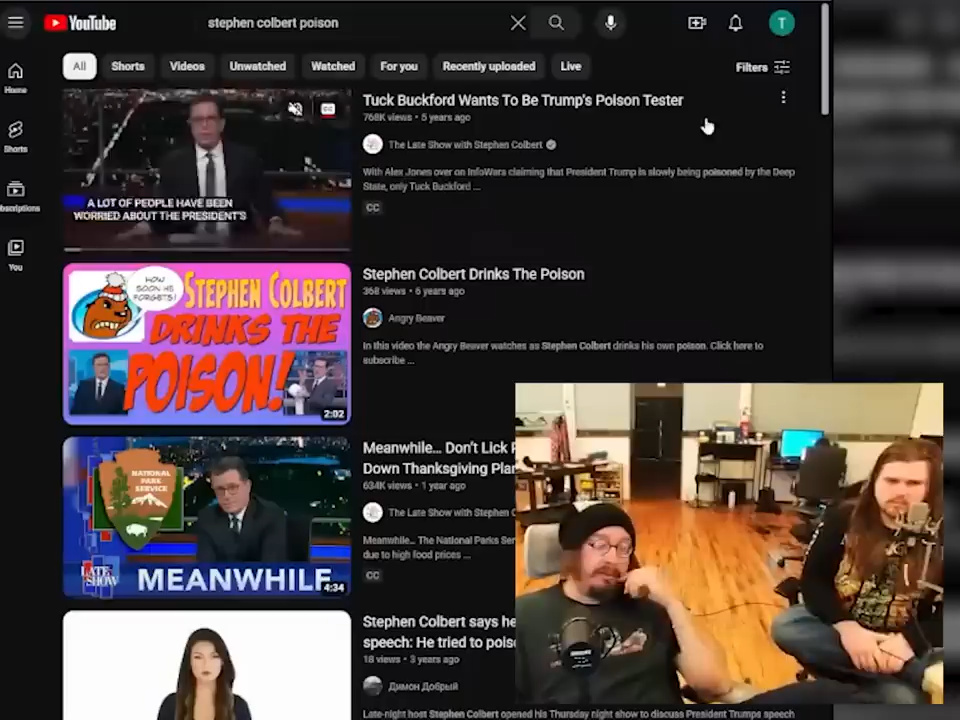 YouTube
stephen colbert poison
T
All
Shorts
Videos
Unwatched
Watched
For you
Recently uploaded
Live
Filters
Home
Shorts
bscriptions
You
A LOT OF PEOPLE HAVE BEEN
WORRIED ABOUT THE PRESIDENT'S
Tuck Buckford Wants To Be Trump's Poison Tester
768K views • 5 years ago
The Late Show with Stephen Colbert
With Alex Jones over on InfoWars claiming that President Trump is slowly being poisoned by the Deep
State, only Tuck Buckford ...
CC
HOW
SOON HE
FORGETS!
STEPHEN COLBERT
DRINKS THE
POISON!
2:02
Stephen Colbert Drinks The Poison
368 views • 6 years ago
Angry Beaver
In this video the Angry Beaver watches as Stephen Colbert drinks his own poison. Click here to
subscribe ...
NATIONAL
PARK
SERVICE
LATE
SHOW
MEANWHILE
4:34
Meanwhile… Don't Lick
Down Thanksgiving Plan
634K views • 1 year ago
The Late Show with Stephen C
Meanwhile… The National Parks Ser
due to high food prices ...
CC
Stephen Colbert says he
speech: He tried to pois
18 views • 3 years ago
Димон Добрый
Late-night host Stephen Colbert opened his Thursday night show to discuss President Trumps speech